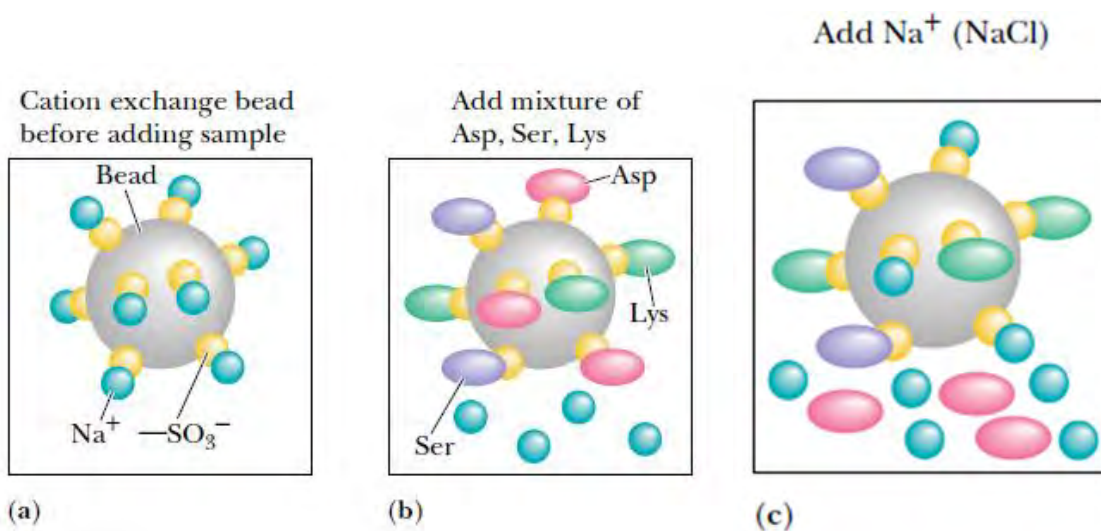 Add Na⁺ (NaCl)
Cation exchange bead
before adding sample
Add mixture of
Asp, Ser, Lys
Bead
Asp
Lys
Na⁺
—SO₃⁻
Ser
(a)
(b)
(c)